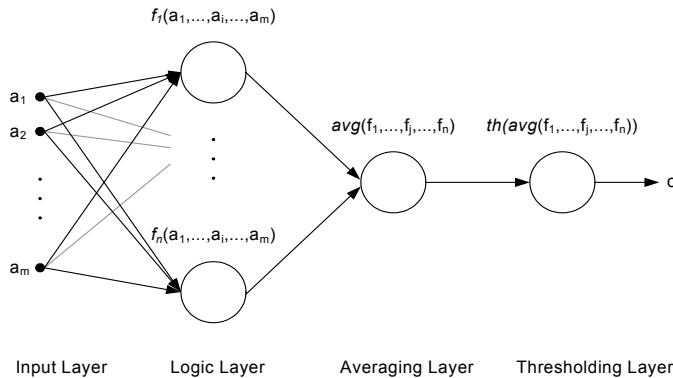 f₁(a₁,...,aᵢ,...,aₘ)
a₁
a₂
aₘ
avg(f₁,...,fⱼ,...,fₙ)
th(avg(f₁,...,fⱼ,...,fₙ))
fₙ(a₁,...,aᵢ,...,aₘ)
Input Layer Logic Layer Averaging Layer Thresholding Layer